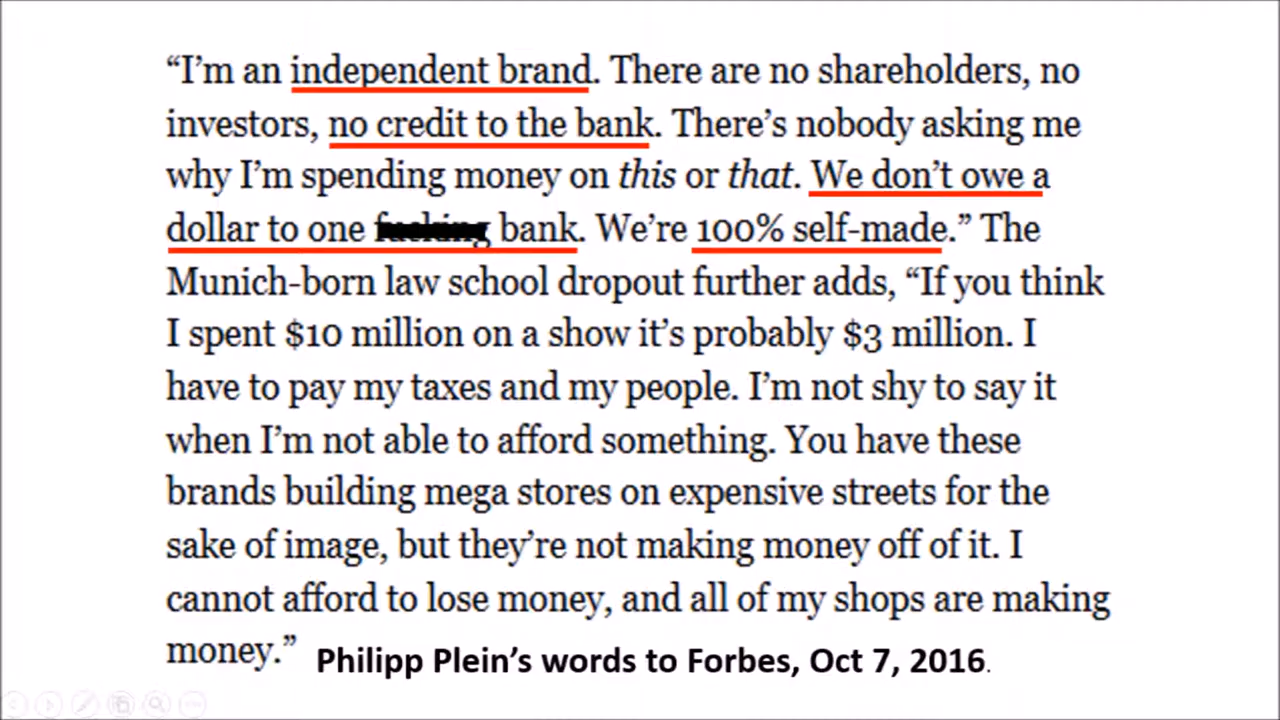 “I’m an independent brand. There are no shareholders, no
investors, no credit to the bank. There’s nobody asking me
why I’m spending money on this or that. We don’t owe a
dollar to one fucking bank. We’re 100% self-made.” The
Munich-born law school dropout further adds, “If you think
I spent $10 million on a show it’s probably $3 million. I
have to pay my taxes and my people. I’m not shy to say it
when I’m not able to afford something. You have these
brands building mega stores on expensive streets for the
sake of image, but they’re not making money off of it. I
cannot afford to lose money, and all of my shops are making
money.” Philipp Plein’s words to Forbes, Oct 7, 2016.